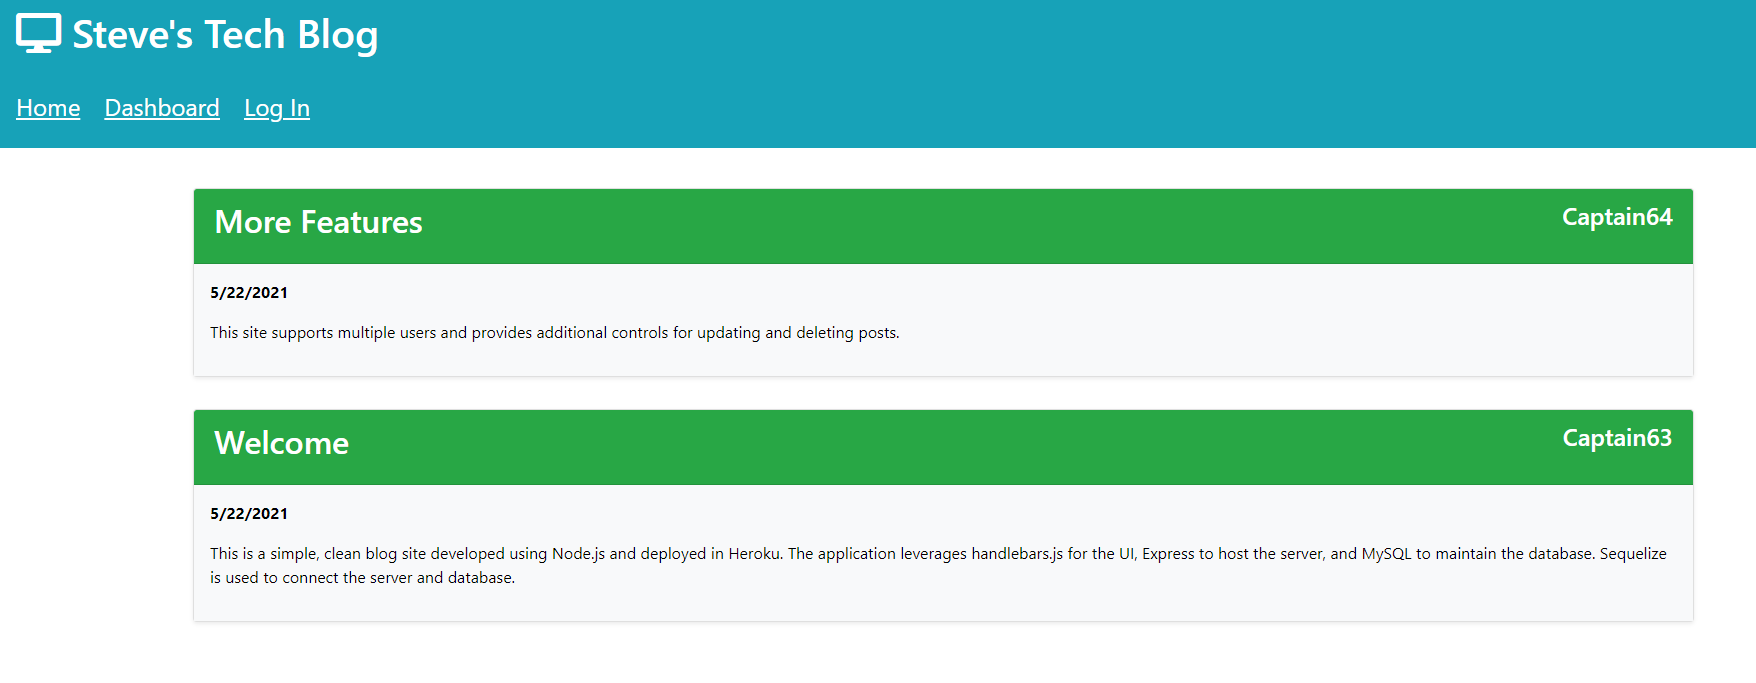 Steve's Tech Blog
Home Dashboard Log In
More Features Captain64
5/22/2021
This site supports multiple users and provides additional controls for updating and deleting posts.
Welcome Captain63
5/22/2021
This is a simple, clean blog site developed using Node.js and deployed in Heroku. The application leverages handlebars.js for the UI, Express to host the server, and MySQL to maintain the database. Sequelize
is used to connect the server and database.